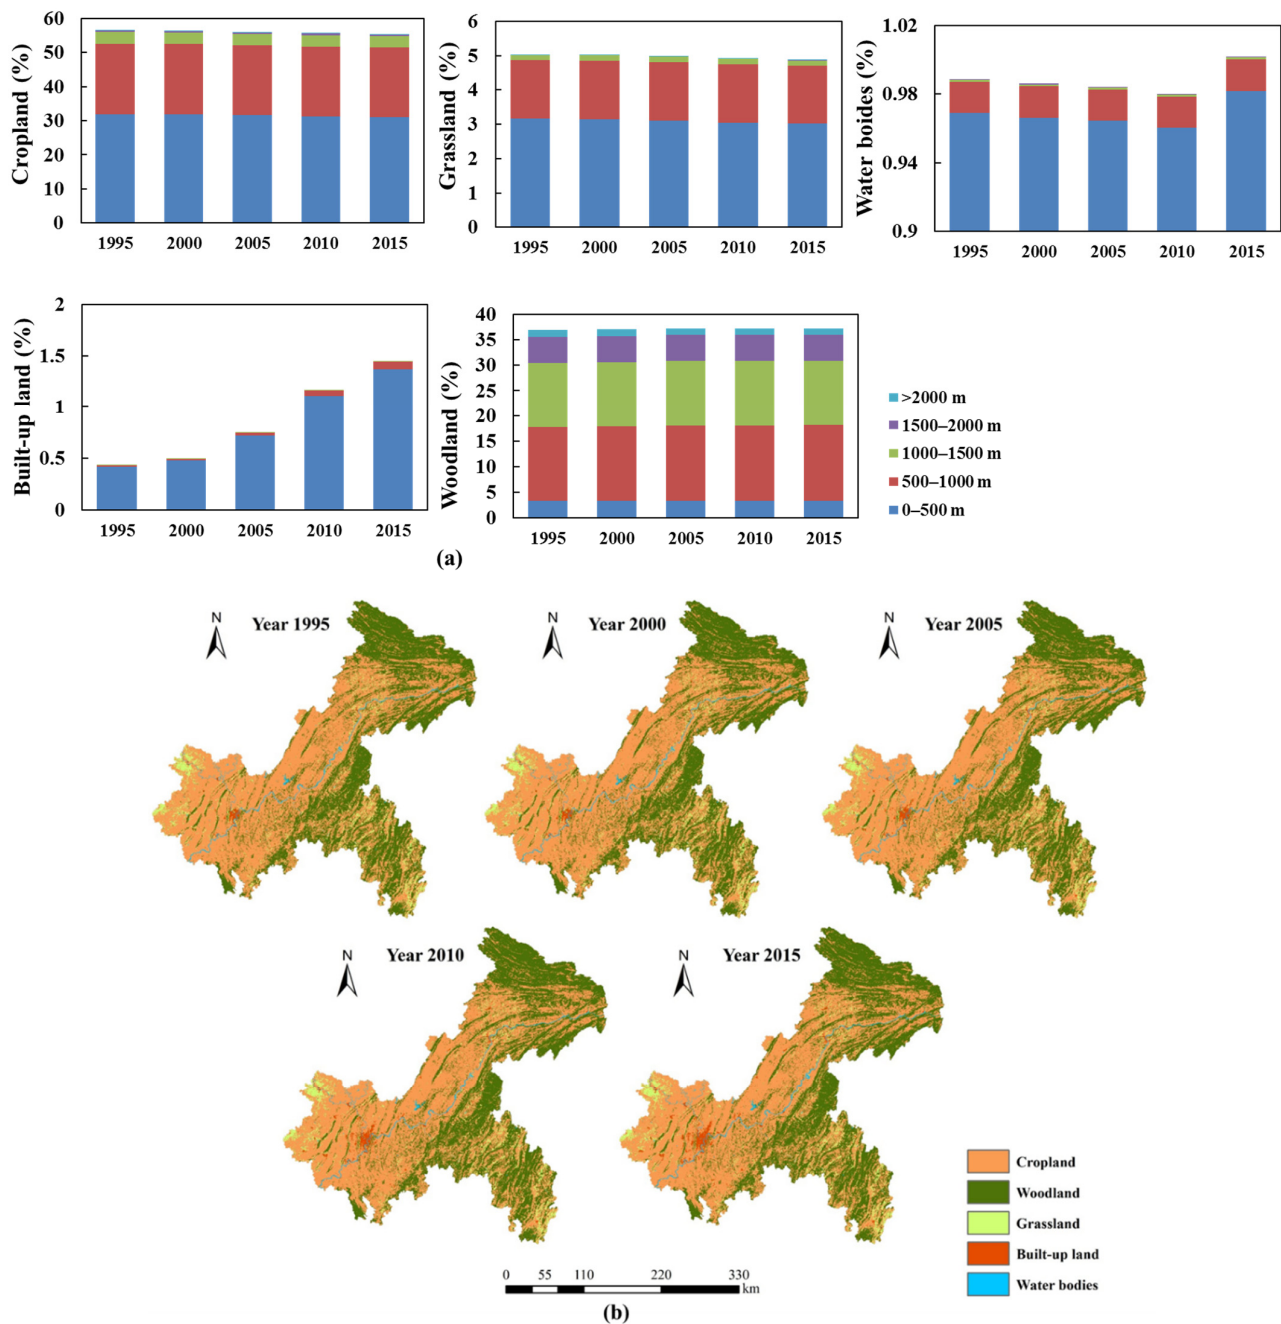 Cropland (%)
60
50
40
30
20
10
0
1995 2000 2005 2010 2015
Grassland (%)
6
5
4
3
2
1
0
1995 2000 2005 2010 2015
Water boides (%)
1.02
0.98
0.94
0.9
1995 2000 2005 2010 2015
Built-up land (%)
2
1.5
1
0.5
0
1995 2000 2005 2010 2015
Woodland (%)
40
35
30
25
20
15
10
5
0
1995 2000 2005 2010 2015
>2000 m
1500–2000 m
1000–1500 m
500–1000 m
0–500 m
(a)
N
Year 1995
N
Year 2000
N
Year 2005
N
Year 2010
N
Year 2015
Cropland
Woodland
Grassland
Built-up land
Water bodies
0 55 110 220 330
km
(b)